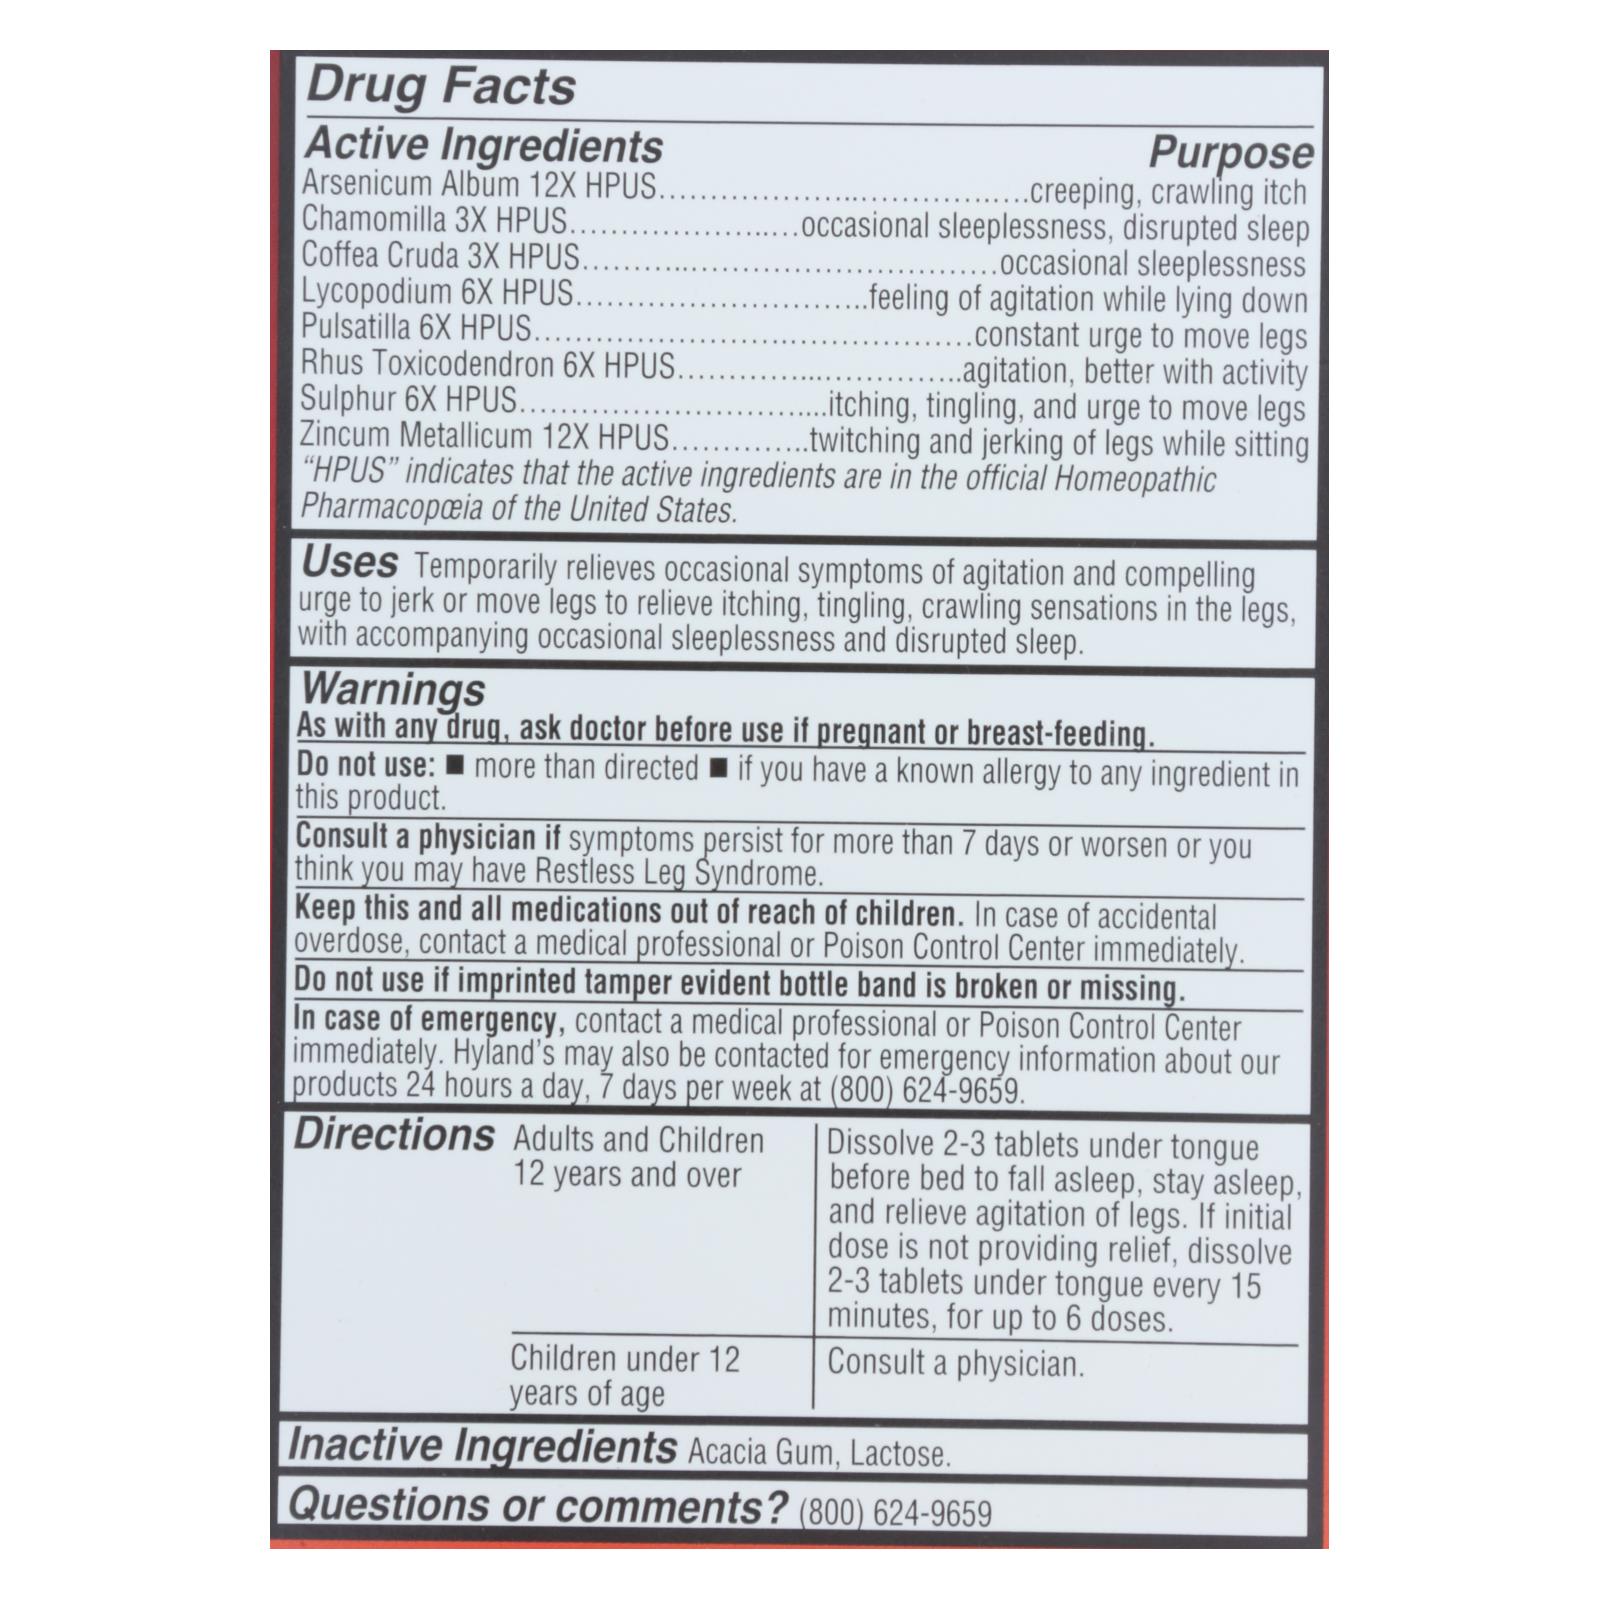 Drug Facts
Active Ingredients Purpose
Arsenicum Album 12X HPUS.......................................creeping, crawling itch
Chamomilla 3X HPUS.......................occasional sleeplessness, disrupted sleep
Coffea Cruda 3X HPUS.........................................occasional sleeplessness
Lycopodium 6X HPUS.............................feeling of agitation while lying down
Pulsatilla 6X HPUS...........................................constant urge to move legs
Rhus Toxicodendron 6X HPUS............................agitation, better with activity
Sulphur 6X HPUS..............................itching, tingling, and urge to move legs
Zincum Metallicum 12X HPUS...............twitching and jerking of legs while sitting
“HPUS” indicates that the active ingredients are in the official Homeopathic
Pharmacopœia of the United States.
Uses Temporarily relieves occasional symptoms of agitation and compelling
urge to jerk or move legs to relieve itching, tingling, crawling sensations in the legs,
with accompanying occasional sleeplessness and disrupted sleep.
Warnings
As with any drug, ask doctor before use if pregnant or breast-feeding.
Do not use: ■ more than directed ■ if you have a known allergy to any ingredient in
this product.
Consult a physician if symptoms persist for more than 7 days or worsen or you
think you may have Restless Leg Syndrome.
Keep this and all medications out of reach of children. In case of accidental
overdose, contact a medical professional or Poison Control Center immediately.
Do not use if imprinted tamper evident bottle band is broken or missing.
In case of emergency, contact a medical professional or Poison Control Center
immediately. Hyland's may also be contacted for emergency information about our
products 24 hours a day, 7 days per week at (800) 624-9659.
Directions Adults and Children
12 years and over
Dissolve 2-3 tablets under tongue
before bed to fall asleep, stay asleep,
and relieve agitation of legs. If initial
dose is not providing relief, dissolve
2-3 tablets under tongue every 15
minutes, for up to 6 doses.
Children under 12
years of age
Consult a physician.
Inactive Ingredients Acacia Gum, Lactose.
Questions or comments? (800) 624-9659